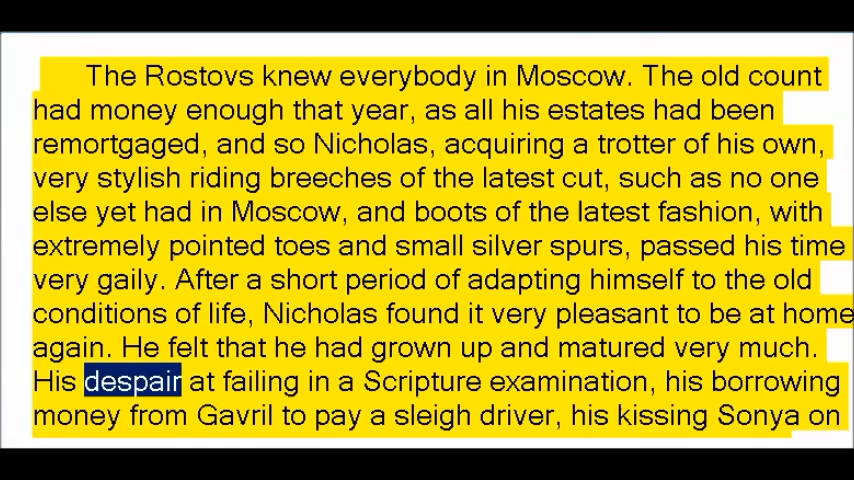 The Rostovs knew everybody in Moscow. The old count
had money enough that year, as all his estates had been
remortgaged, and so Nicholas, acquiring a trotter of his own,
very stylish riding breeches of the latest cut, such as no one
else yet had in Moscow, and boots of the latest fashion, with
extremely pointed toes and small silver spurs, passed his time
very gaily. After a short period of adapting himself to the old
conditions of life, Nicholas found it very pleasant to be at home
again. He felt that he had grown up and matured very much.
His despair at failing in a Scripture examination, his borrowing
money from Gavril to pay a sleigh driver, his kissing Sonya on